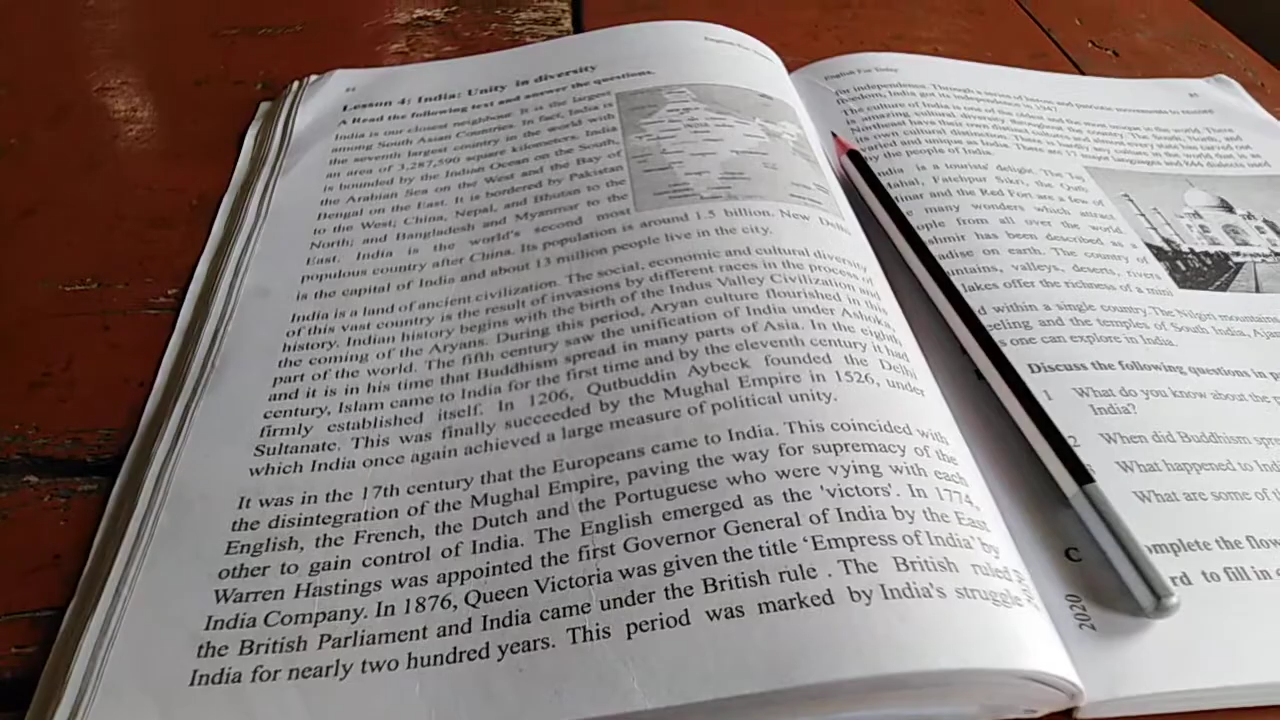 84
English For Today
Lesson 4: India: Unity in diversity
A Read the following text and answer the questions.
India is our closest neighbour. It is the largest
among South Asian Countries. In fact, India is
the seventh largest country in the world with
an area of 3,287,590 square kilometres. India
is bounded by the Indian Ocean on the South,
the Arabian Sea on the West and the Bay of
Bengal on the East. It is bordered by Pakistan
to the West; China, Nepal, and Bhutan to the
North; and Bangladesh and Myanmar to the
East. India is the world's second most
populous country after China. Its population is around 1.5 billion. New Delhi
is the capital of India and about 13 million people live in the city.
India is a land of ancient civilization. The social, economic and cultural diversity
of this vast country is the result of invasions by different races in the process of
history. Indian history begins with the birth of the Indus Valley Civilization and
the coming of the Aryans. During this period, Aryan culture flourished in this
part of the world. The fifth century saw the unification of India under Ashoka,
and it is in his time that Buddhism spread in many parts of Asia. In the eighth
century, Islam came to India for the first time and by the eleventh century it had
firmly established itself. In 1206, Qutbuddin Aybeck founded the Delhi
Sultanate. This was finally succeeded by the Mughal Empire in 1526, under
which India once again achieved a large measure of political unity.
It was in the 17th century that the Europeans came to India. This coincided with
the disintegration of the Mughal Empire, paving the way for supremacy of the
English, the French, the Dutch and the Portuguese who were vying with each
other to gain control of India. The English emerged as the 'victors'. In 1774,
Warren Hastings was appointed the first Governor General of India by the East
India Company. In 1876, Queen Victoria was given the title 'Empress of India' by
the British Parliament and India came under the British rule . The British ruled
India for nearly two hundred years. This period was marked by India's struggle
English For Today
85
for independence. Through a series of heroic and patriotic movements
freedom, India got its independence in 1947.
The culture of India is one of the oldest and the most unique in the world. There
amazing cultural diversity throughout the country. The South, North, and
Northeast have their own distinct cultures and almost every state has carved out
its own cultural distinction. There is hardly any culture in the world that is as
varied and unique as India. There are 17 major languages and 844 dialects used
by the people of India.
India is a tourists' delight. The Taj
Mahal, Fatehpur Sikri, the Qutb
Minar and the Red Fort are a few of
many wonders which attract
people from all over the world
Kashmir has been described as a
paradise on earth. The country of
mountains, valleys, deserts, rivers
lakes offer the richness of a mini
within a single country. The Nilgiri mountains
and the temples of South India,
one can explore in India.
Discuss the following questions in
1 What do you know about the
India?
2 When did Buddhism
3 What happened to
What are some of
C
2020
to fill in